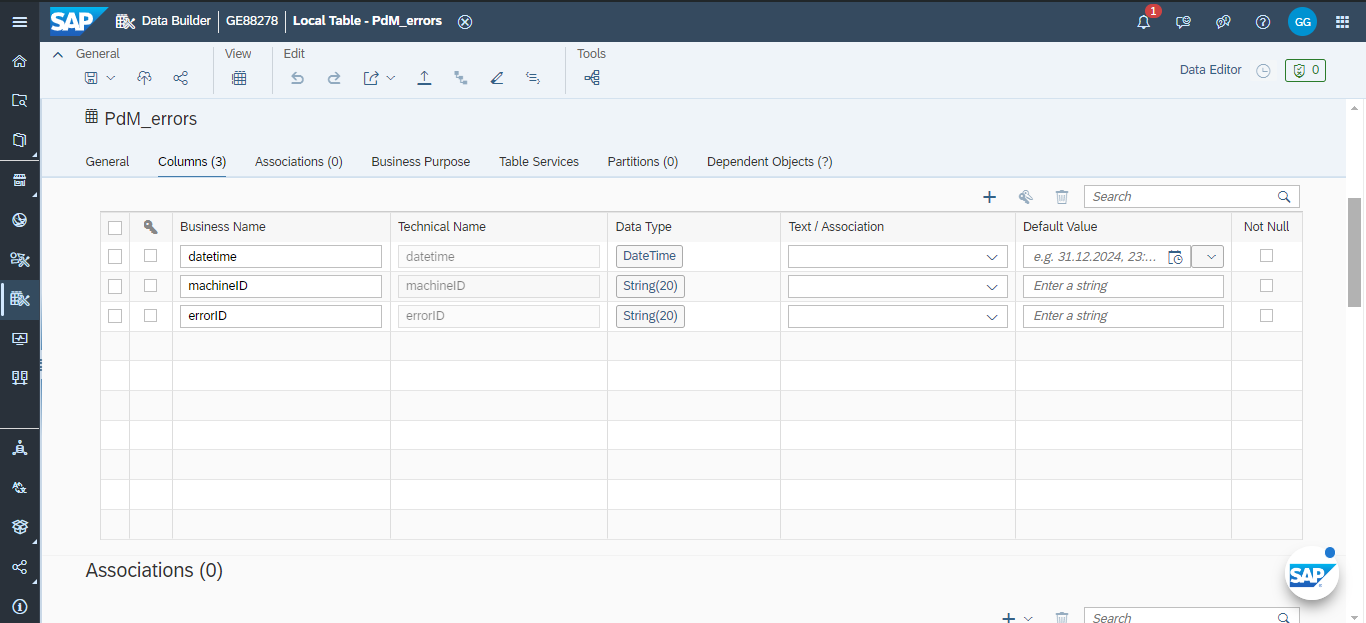 SAP Data Builder GE88278 Local Table - PdM_errors 1 GG
General View Edit Tools
Data Editor 0
PdM_errors
General Columns (3) Associations (0) Business Purpose Table Services Partitions (0) Dependent Objects (?)
Search
Business Name Technical Name Data Type Text / Association Default Value Not Null
datetime datetime DateTime e.g. 31.12.2024, 23:...
machineID machineID String(20) Enter a string
errorID errorID String(20) Enter a string
Associations (0)
SAP
Search